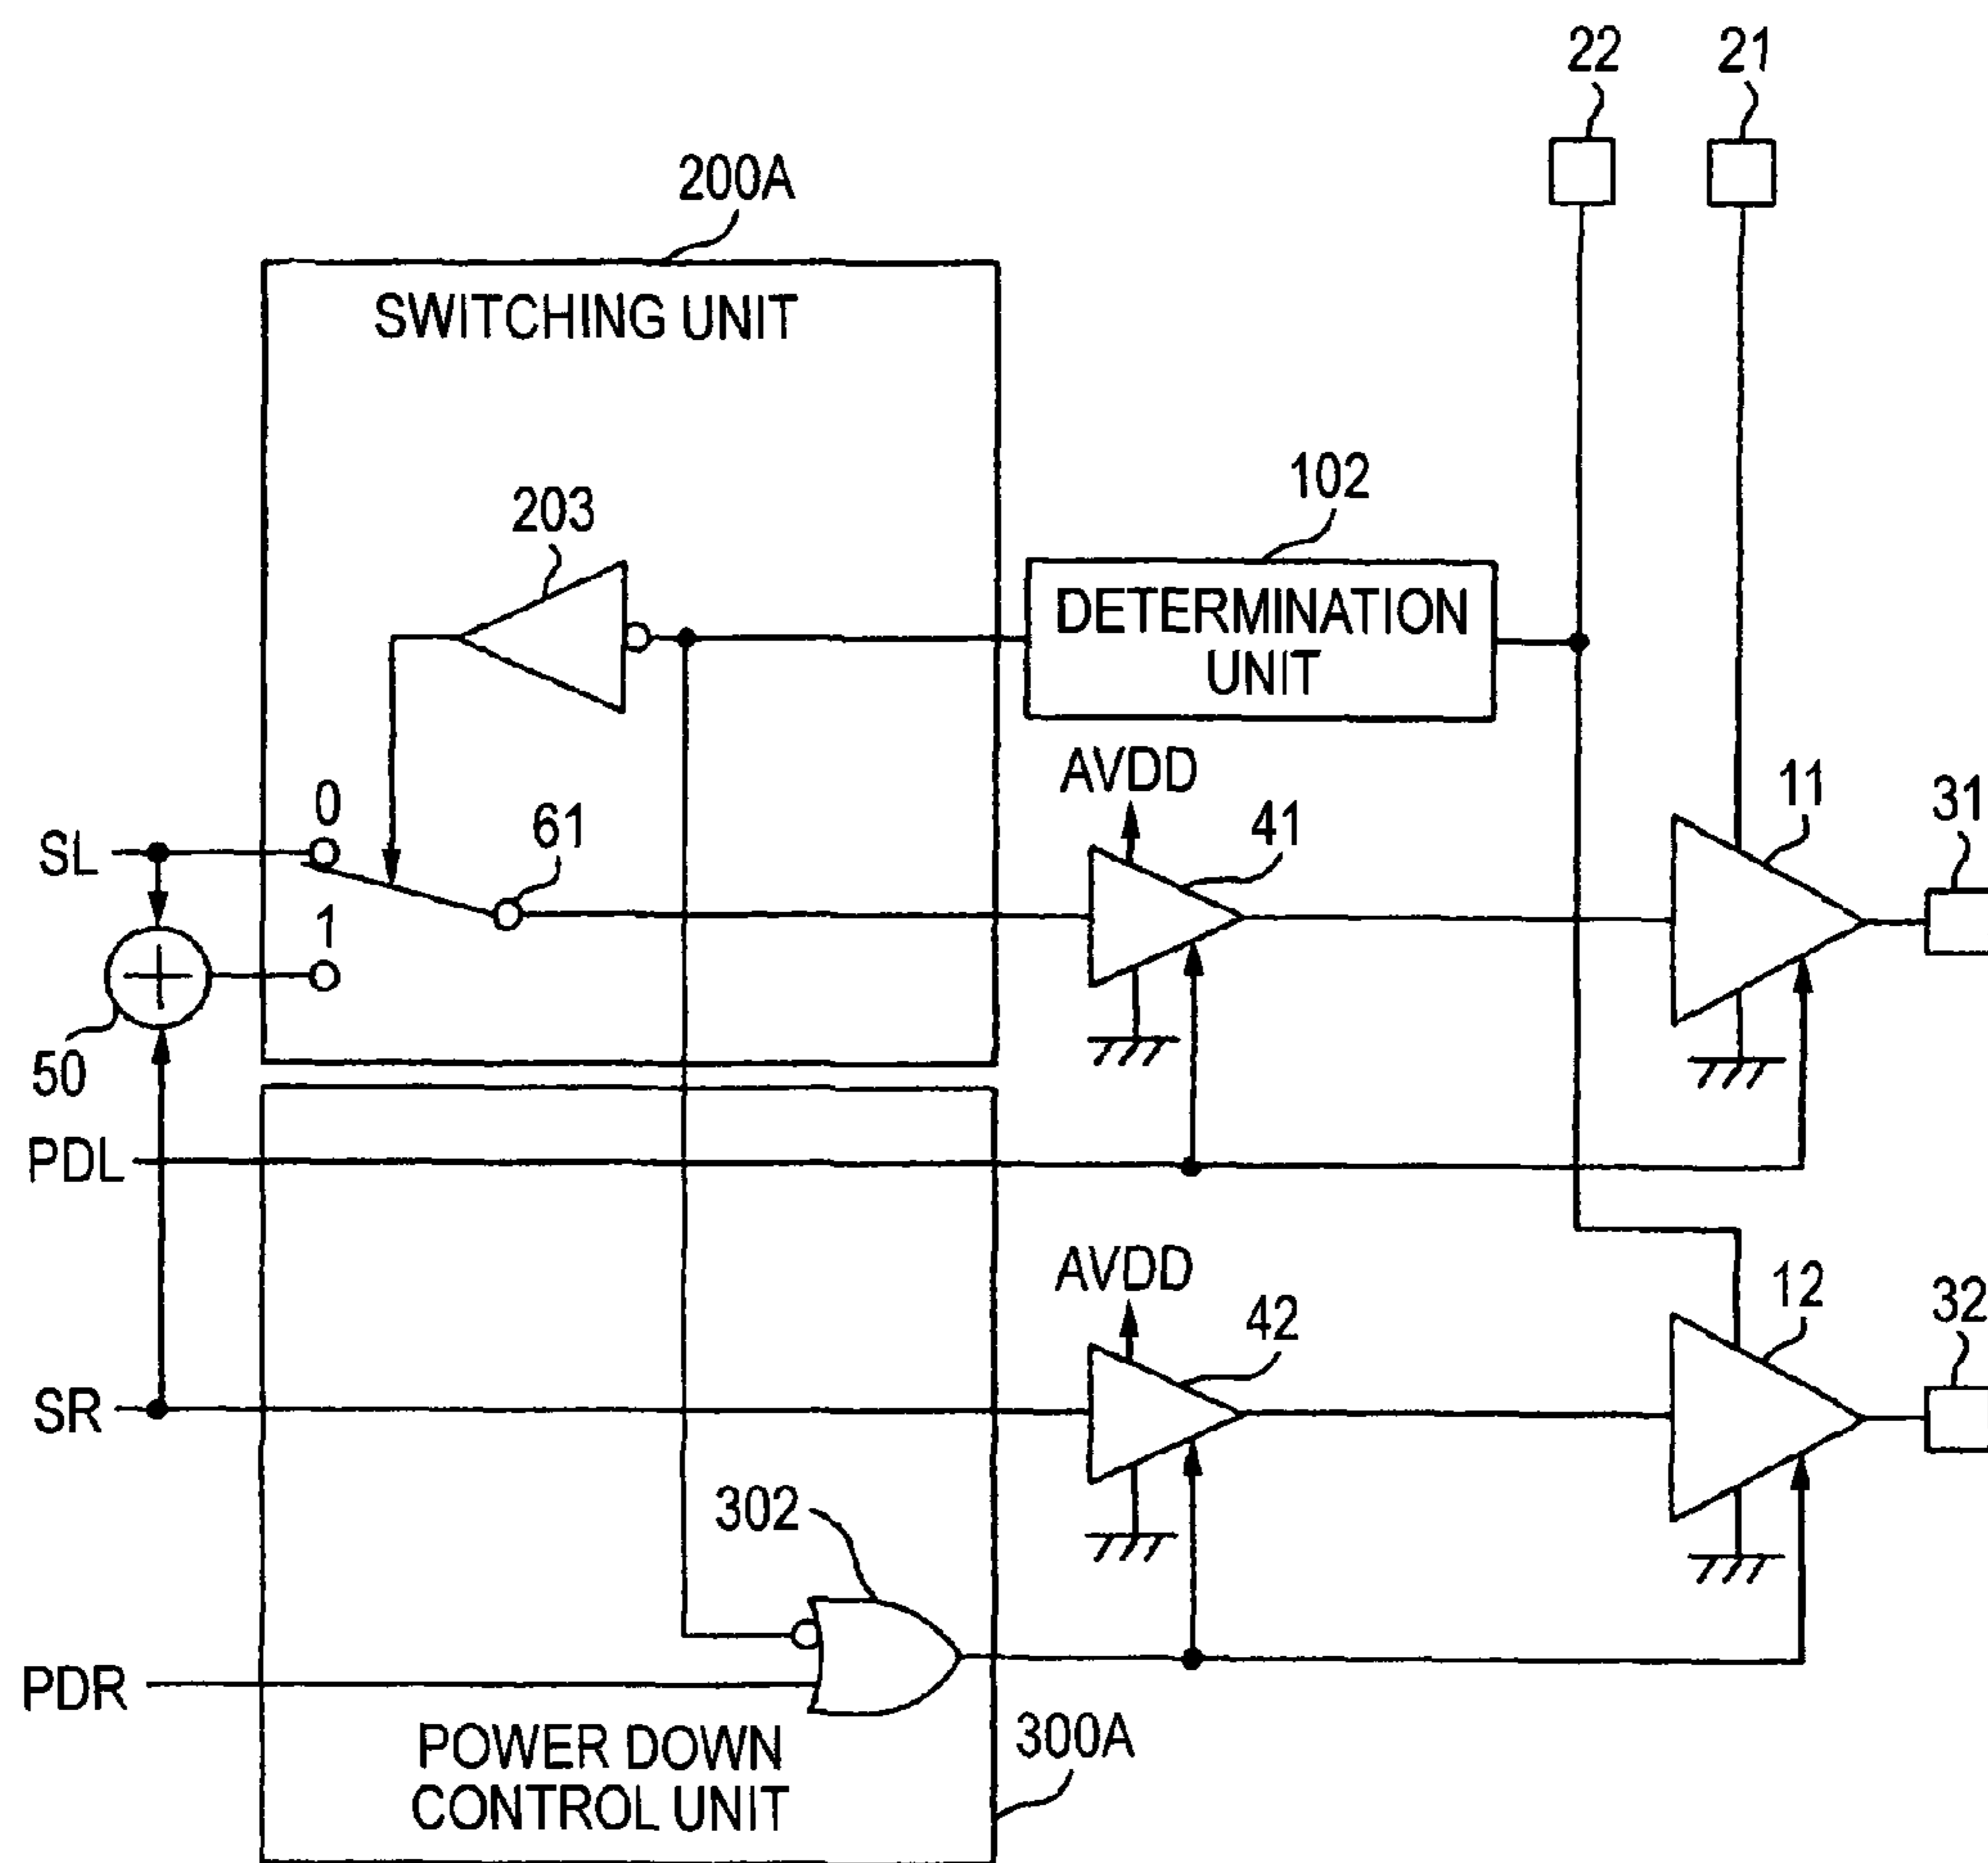 22
21
200A
SWITCHING UNIT
102
203
DETERMINATION
UNIT
AVDD
0
61
41
11
31
SL
1
50
PDL
AVDD
42
12
32
SR
302
PDR
POWER DOWN
CONTROL UNIT
300A